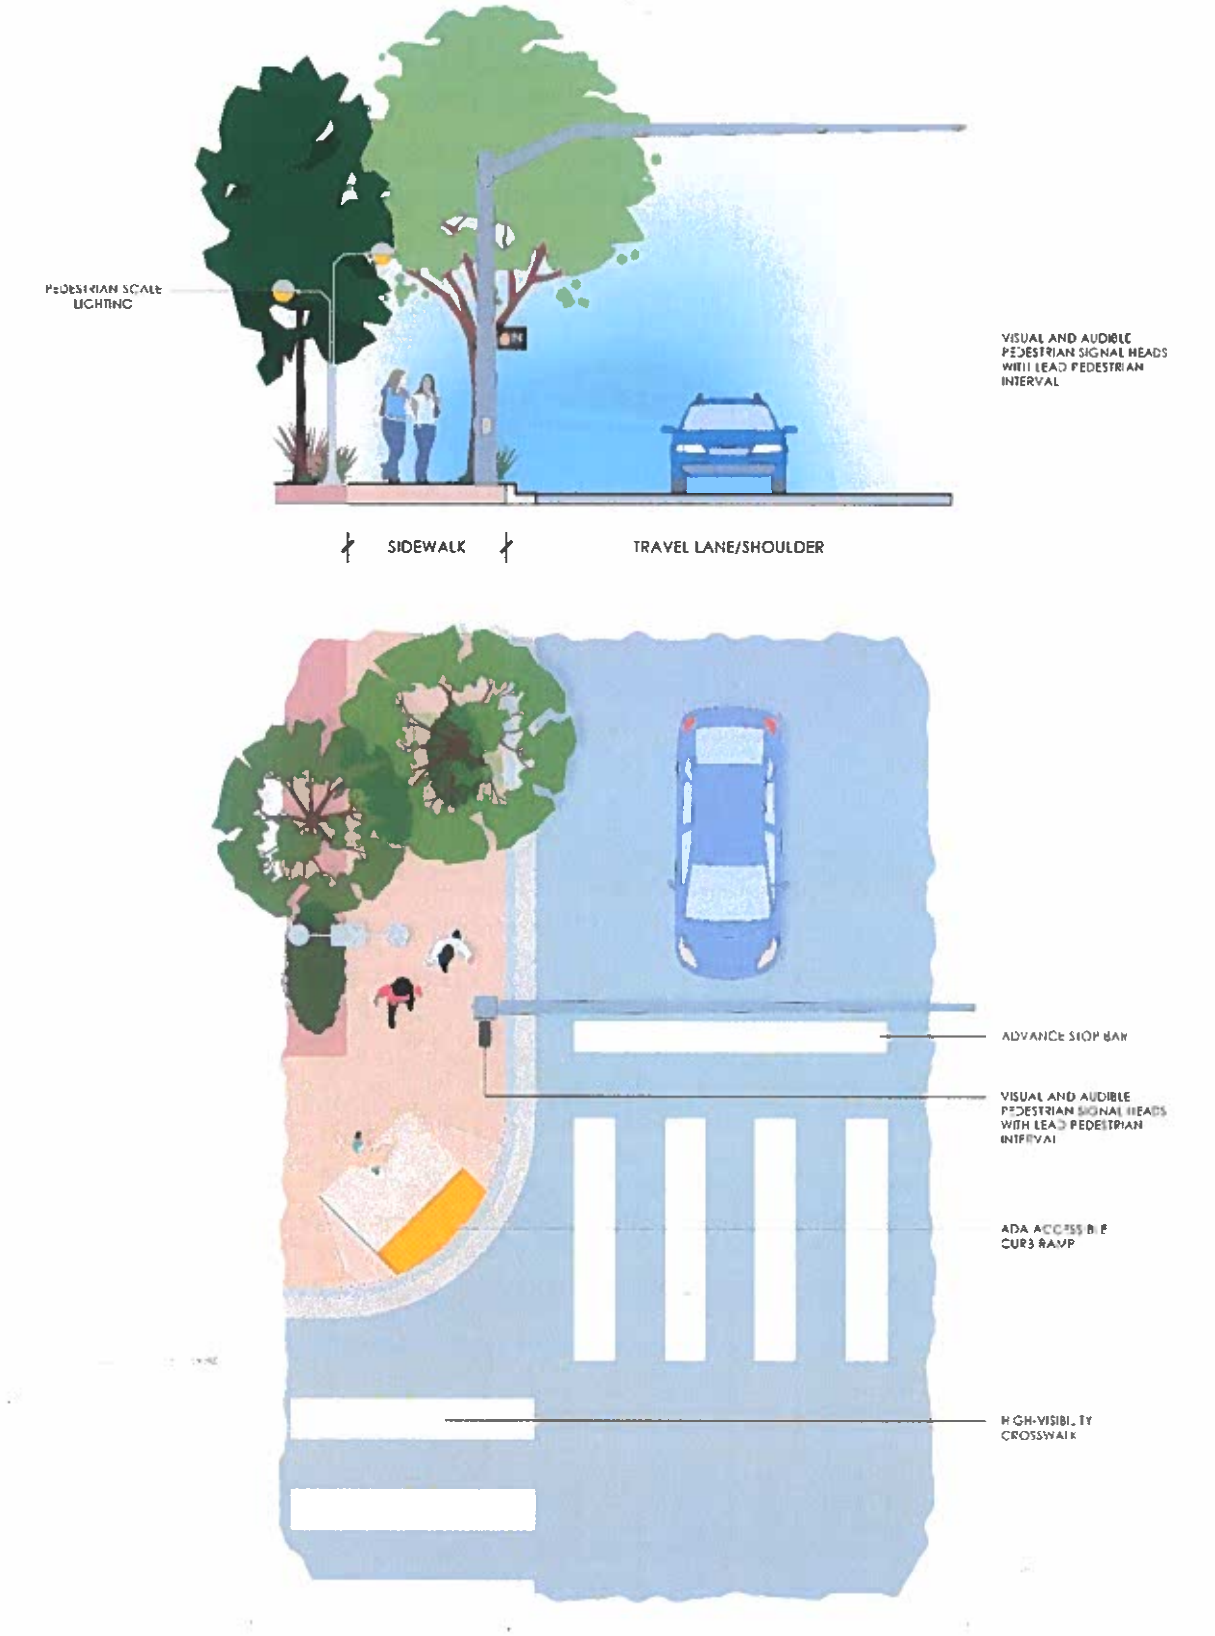 PEDESTRIAN SCALE
LIGHTING
VISUAL AND AUDIBLE
PEDESTRIAN SIGNAL HEADS
WITH LEAD PEDESTRIAN
INTERVAL
SIDEWALK
TRAVEL LANE/SHOULDER
ADVANCE STOP BAR
VISUAL AND AUDIBLE
PEDESTRIAN SIGNAL HEADS
WITH LEAD PEDESTRIAN
INTERVAL
ADA ACCESSIBLE
CURB RAMP
HIGH-VISIBILITY
CROSSWALK